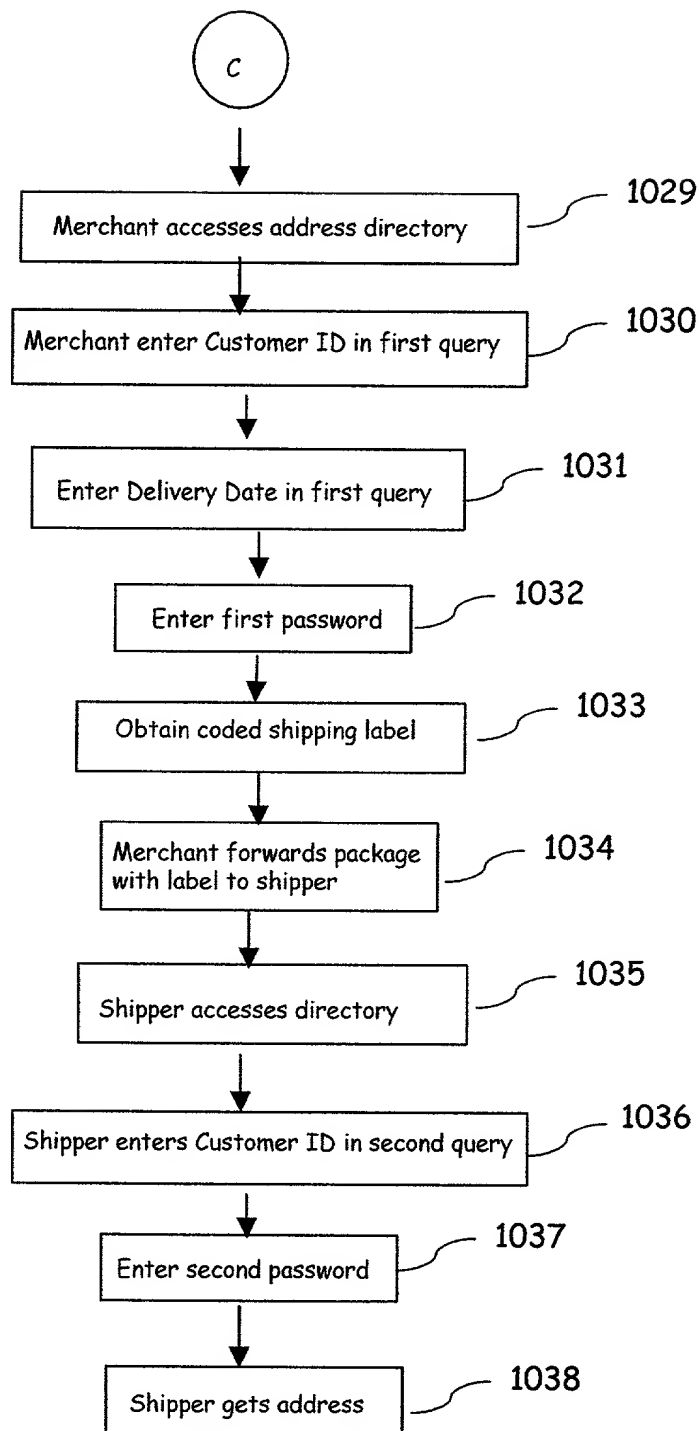 C
Merchant accesses address directory
1029
Merchant enter Customer ID in first query
1030
Enter Delivery Date in first query
1031
Enter first password
1032
Obtain coded shipping label
1033
Merchant forwards package
with label to shipper
1034
Shipper accesses directory
1035
Shipper enters Customer ID in second query
1036
Enter second password
1037
Shipper gets address
1038